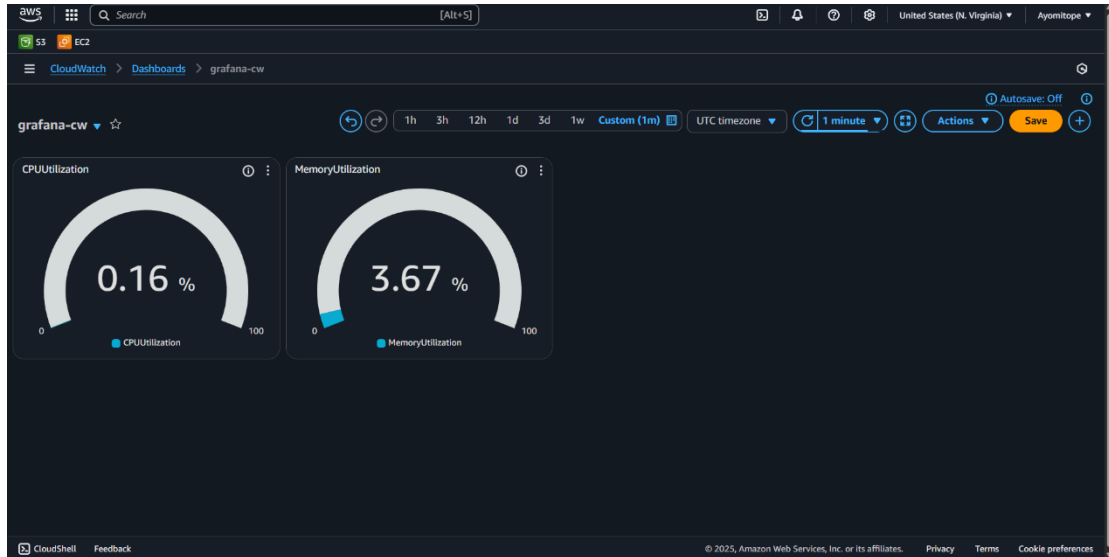 aws Search [Alt+S] United States (N. Virginia) Ayomitope
S3 EC2
CloudWatch > Dashboards > grafana-cw
Autosave: Off
grafana-cw 1h 3h 12h 1d 3d 1w Custom (1m) UTC timezone 1 minute Actions Save
CPUUtilization MemoryUtilization
0.16 % 3.67 %
0 100 0 100
CPUUtilization MemoryUtilization
CloudShell Feedback © 2025, Amazon Web Services, Inc. or its affiliates. Privacy Terms Cookie preferences